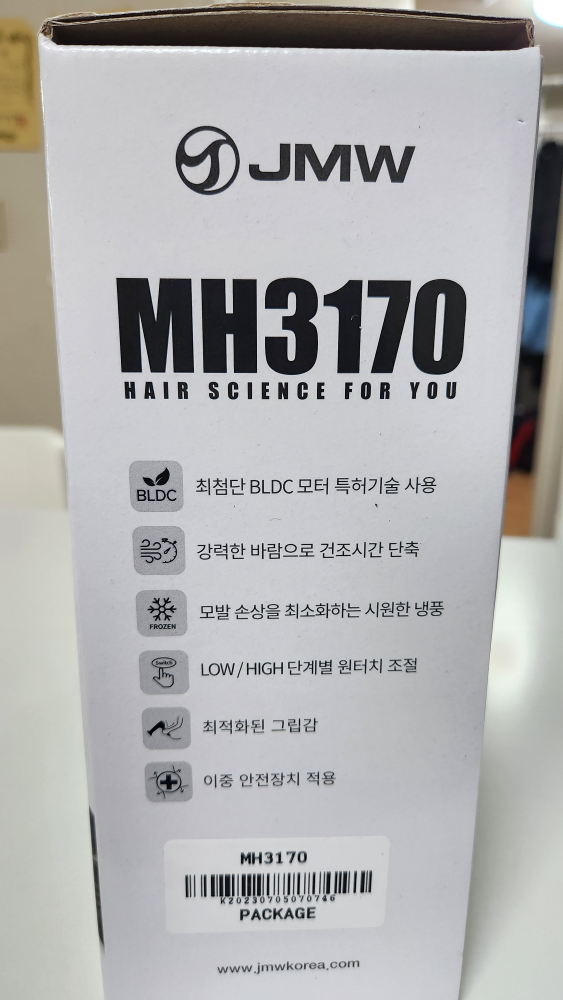 JMW
MH3170
HAIR SCIENCE FOR YOU
BLDC
최첨단 BLDC 모터 특허기술 사용
강력한 바람으로 건조시간 단축
FROZEN
모발 손상을 최소화하는 시원한 냉풍
Switch
LOW / HIGH 단계별 원터치 조절
최적화된 그립감
이중 안전장치 적용
MH3170
K20230705070746
PACKAGE
www.jmwkorea.com